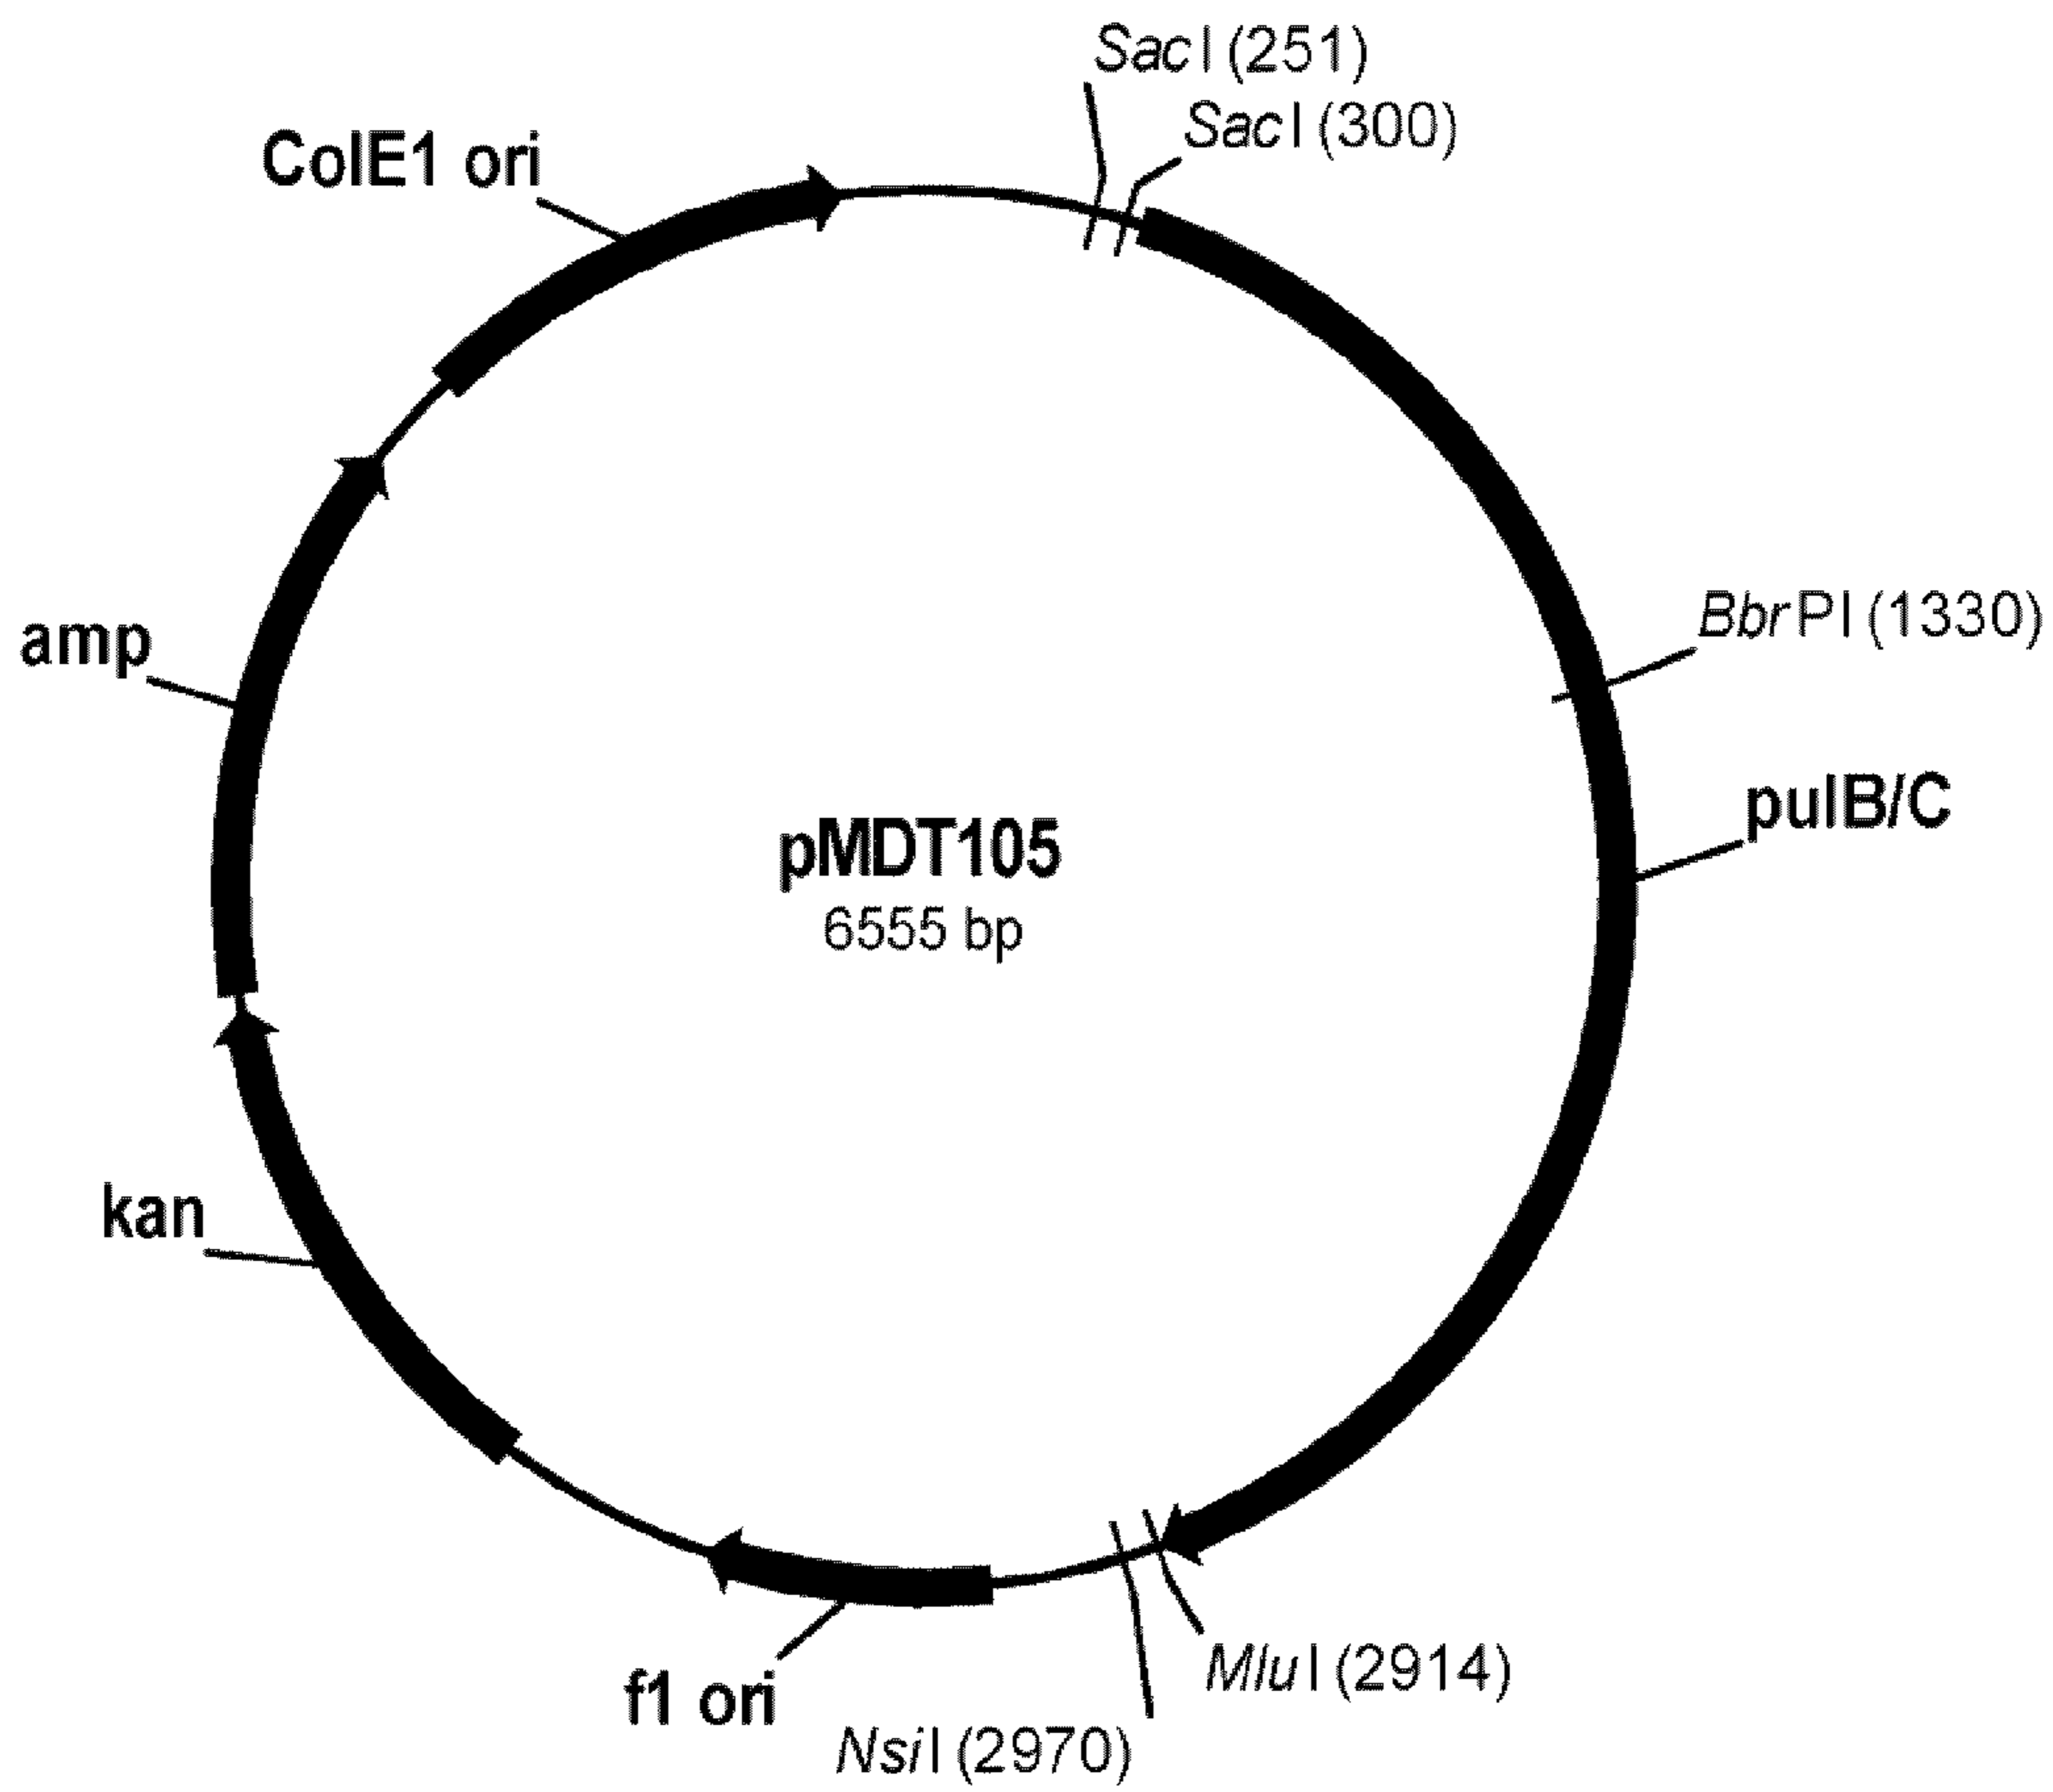 SacI (251)
SacI (300)
ColE1 ori
BbrPI (1330)
amp
pulB/C
pMDT105
6555 bp
kan
MluI (2914)
f1 ori
NsiI (2970)